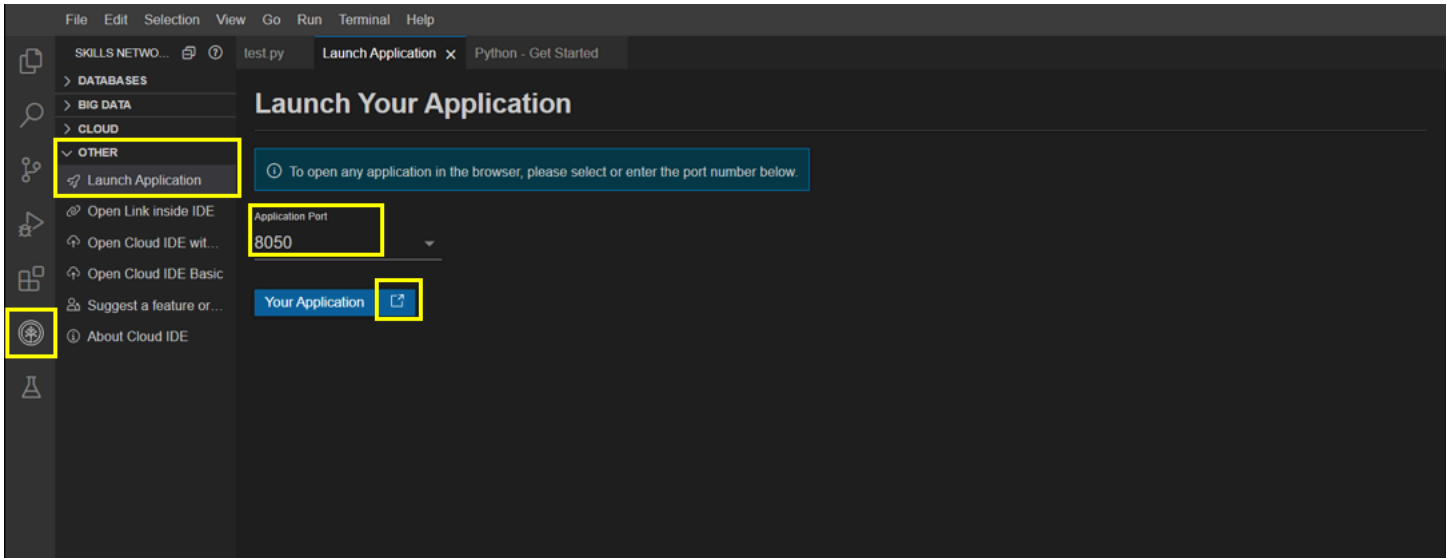 File Edit Selection View Go Run Terminal Help
SKILLS NETWO...
test.py Launch Application Python - Get Started
DATABASES
BIG DATA
CLOUD
OTHER
Launch Application
Open Link inside IDE
Open Cloud IDE wit...
Open Cloud IDE Basic
Suggest a feature or...
About Cloud IDE
Launch Your Application
To open any application in the browser, please select or enter the port number below.
Application Port
8050
Your Application